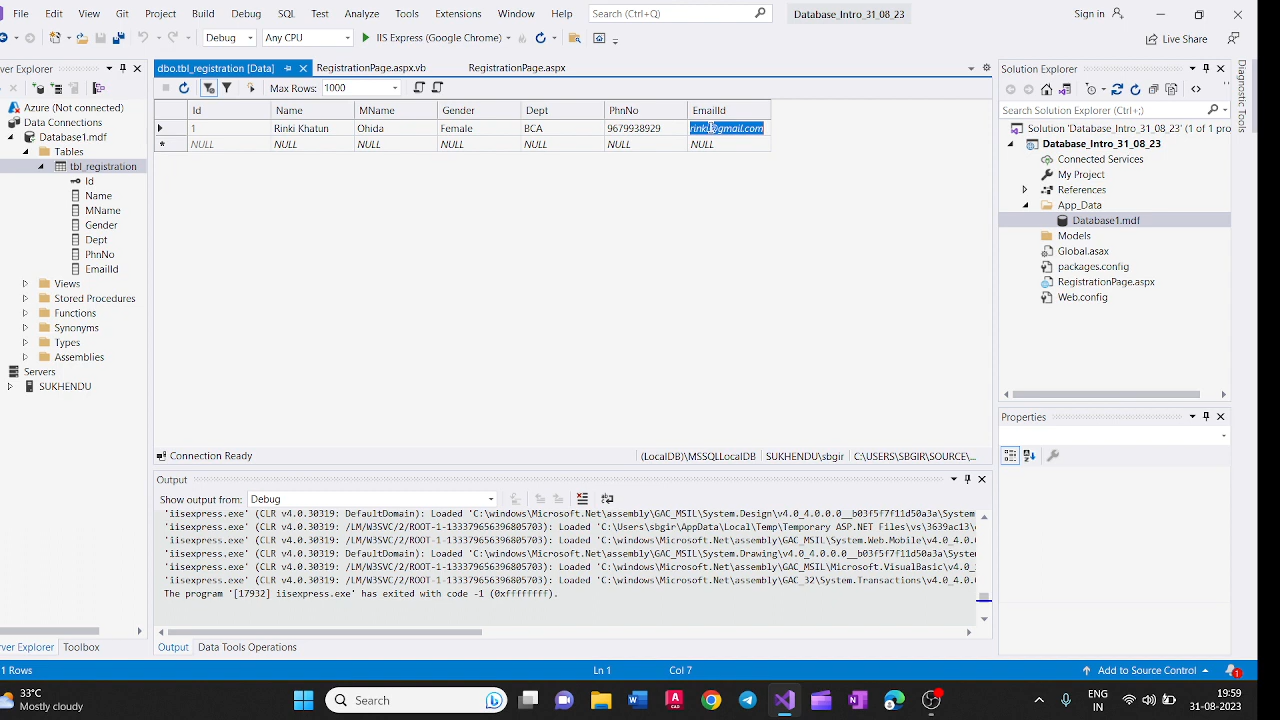 File Edit View Git Project Build Debug SQL Test Analyze Tools Extensions Window Help Search (Ctrl+Q) Database_Intro_31_08_23 Sign in
Debug Any CPU IIS Express (Google Chrome) Live Share
erver Explorer
Azure (Not connected)
Data Connections
Database1.mdf
Tables
tbl_registration
Id
Name
MName
Gender
Dept
PhnNo
EmailId
Views
Stored Procedures
Functions
Synonyms
Types
Assemblies
Servers
SUKHENDU
erver Explorer Toolbox
dbo.tbl_registration [Data] RegistrationPage.aspx.vb RegistrationPage.aspx
Max Rows: 1000
Id Name MName Gender Dept PhnNo EmailId
1 Rinki Khatun Ohida Female BCA 9679938929 @gmail.com
NULL NULL NULL NULL NULL NULL NULL
Connection Ready (LocalDB)\MSSQLLocalDB SUKHENDU\sbgir C:\USERS\SBGIR\SOURCE\...
Output
Show output from: Debug
'iisexpress.exe' (CLR v4.0.30319: DefaultDomain): Loaded 'C:\windows\Microsoft.Net\assembly\GAC_MSIL\System.Design\v4.0_4.0.0.0__b03f5f7f11d50a3a\System
'iisexpress.exe' (CLR v4.0.30319: /LM/W3SVC/2/ROOT-1-133379656396805703): Loaded 'C:\Users\sbgir\AppData\Local\Temp\Temporary ASP.NET Files\vs\3639ac13\
'iisexpress.exe' (CLR v4.0.30319: /LM/W3SVC/2/ROOT-1-133379656396805703): Loaded 'C:\windows\Microsoft.Net\assembly\GAC_MSIL\System.Web.Mobile\v4.0_4.0.
'iisexpress.exe' (CLR v4.0.30319: DefaultDomain): Loaded 'C:\windows\Microsoft.Net\assembly\GAC_MSIL\System.Drawing\v4.0_4.0.0.0__b03f5f7f11d50a3a\Syste
'iisexpress.exe' (CLR v4.0.30319: /LM/W3SVC/2/ROOT-1-133379656396805703): Loaded 'C:\windows\Microsoft.Net\assembly\GAC_MSIL\Microsoft.VisualBasic\v4.0_
'iisexpress.exe' (CLR v4.0.30319: /LM/W3SVC/2/ROOT-1-133379656396805703): Loaded 'C:\windows\Microsoft.Net\assembly\GAC_32\System.Transactions\v4.0_4.0.
The program '[17932] iisexpress.exe' has exited with code -1 (0xffffffff).
Output Data Tools Operations
Solution Explorer
Search Solution Explorer (Ctrl+;)
Solution 'Database_Intro_31_08_23' (1 of 1 pro
Database_Intro_31_08_23
Connected Services
My Project
References
App_Data
Database1.mdf
Models
Global.asax
packages.config
RegistrationPage.aspx
Web.config
Properties
Diagnostic Tools
1 Rows Ln 1 Col 7 Add to Source Control 1
33°C
Mostly cloudy
Search
ENG
IN
19:59
31-08-2023